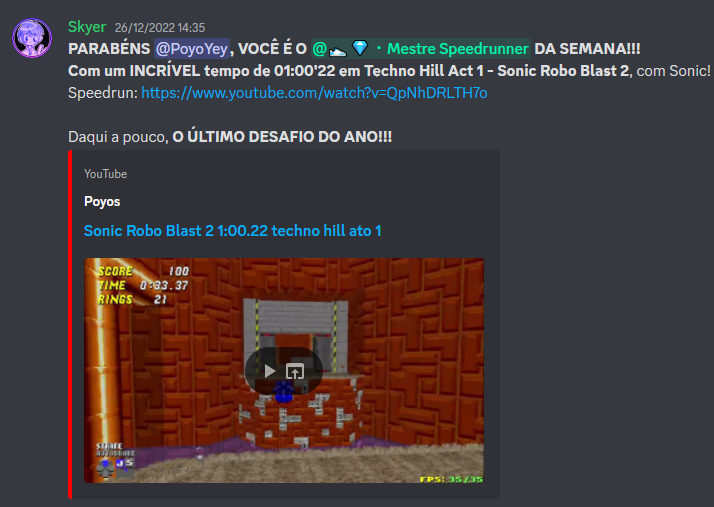 Skyer 26/12/2022 14:35
PARABÉNS @PoyoYey, VOCÊ É O @👟💎・Mestre Speedrunner DA SEMANA!!!
Com um INCRÍVEL tempo de 01:00'22 em Techno Hill Act 1 - Sonic Robo Blast 2, com Sonic!
Speedrun: https://www.youtube.com/watch?v=QpNhDRLTH7o
Daqui a pouco, O ÚLTIMO DESAFIO DO ANO!!!
YouTube
Poyos
Sonic Robo Blast 2 1:00.22 techno hill ato 1
SCORE 100
TIME 0:33.37
RINGS 21
STRAFE
AUTOBRAKE
J S
FPS: 35/35